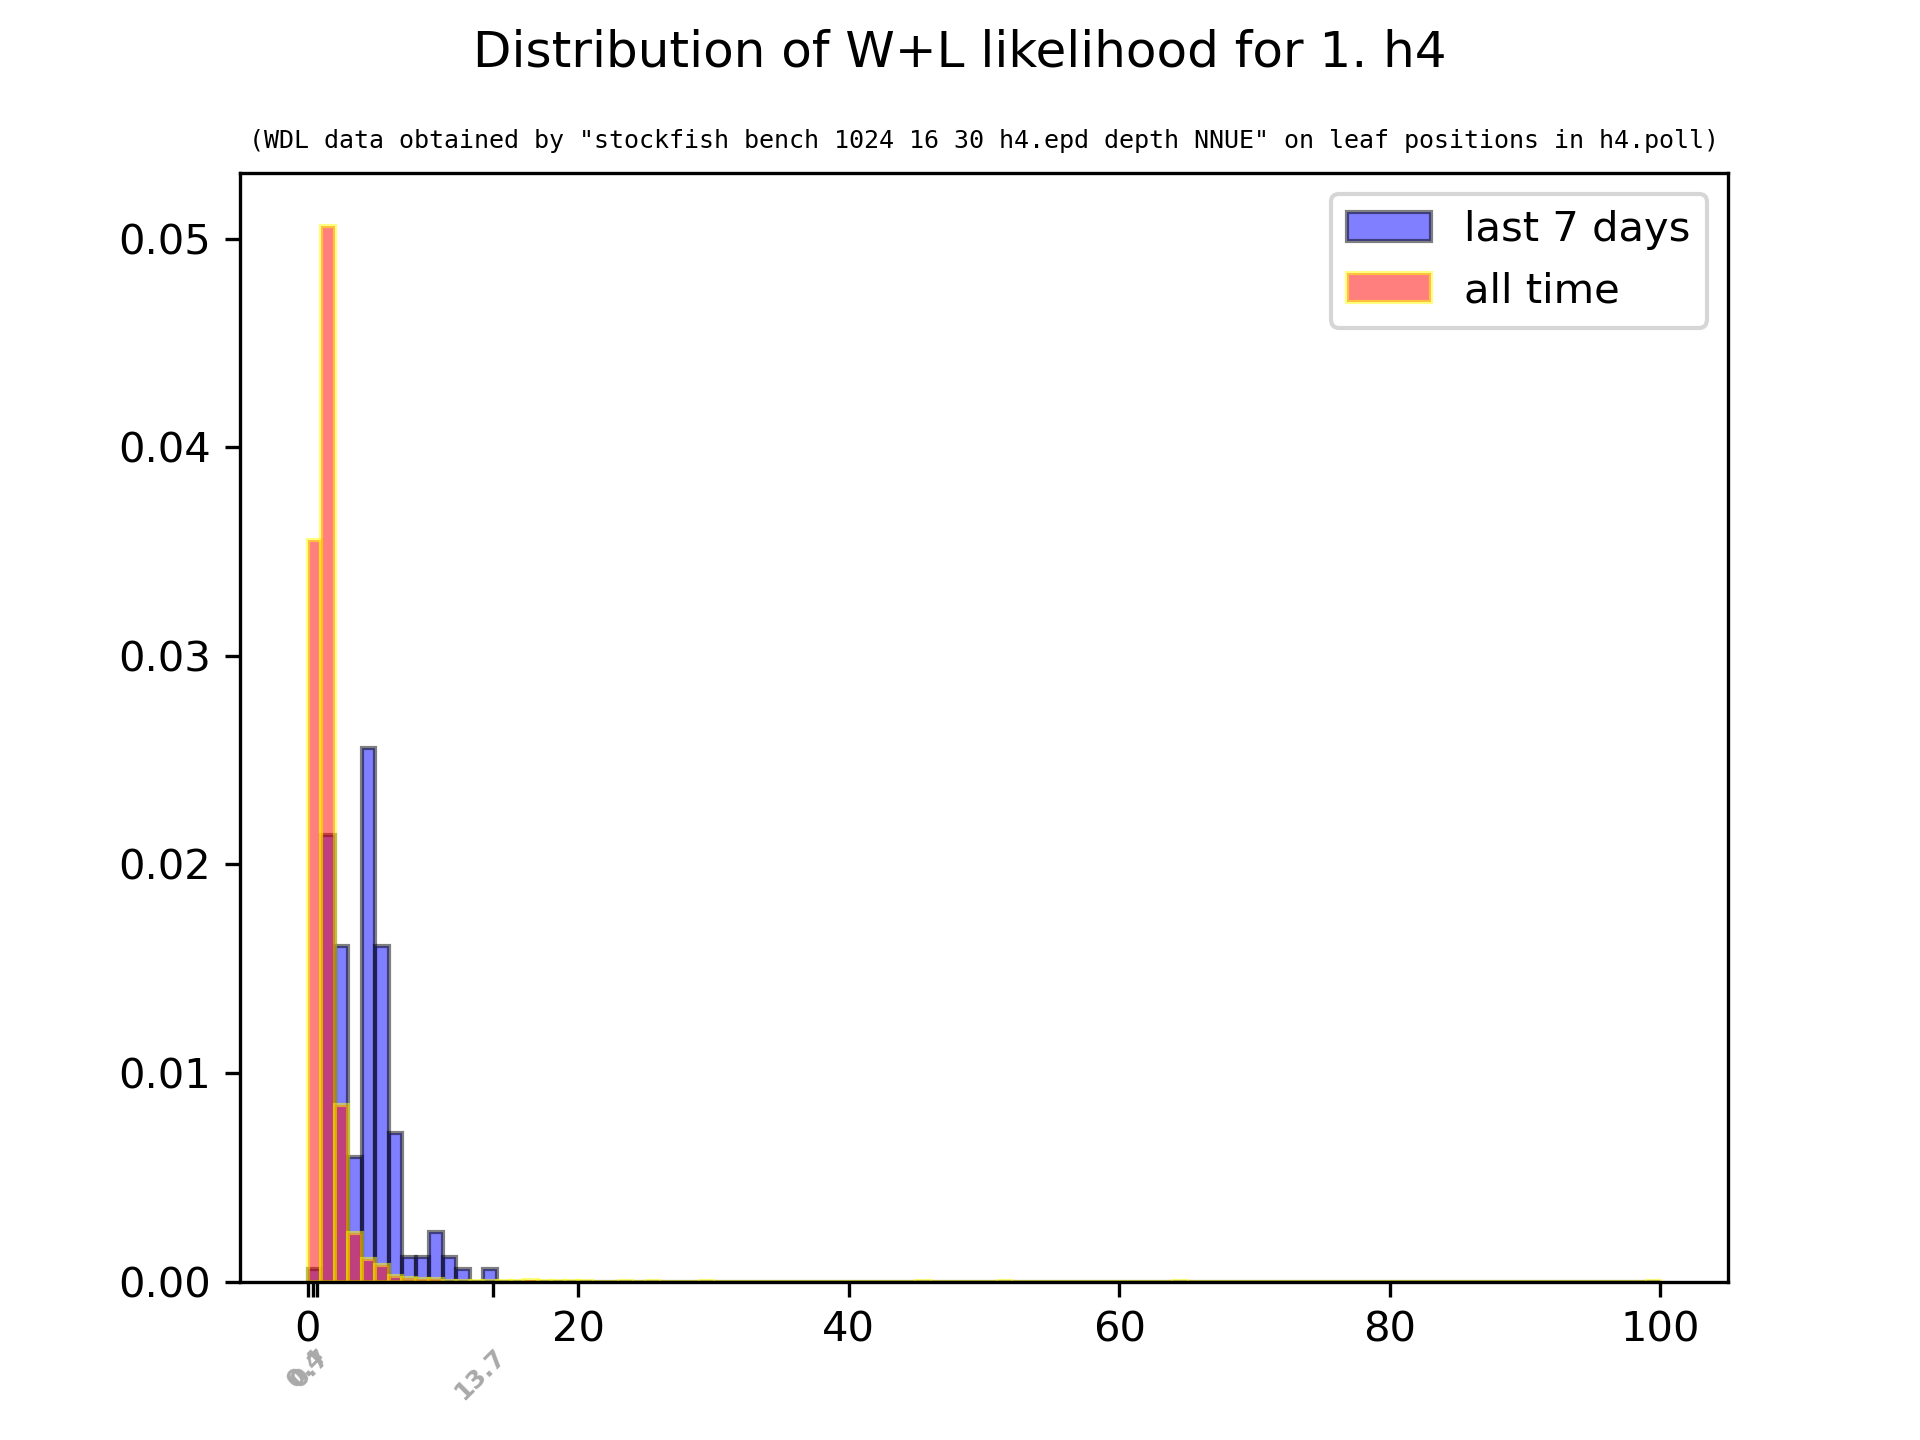 Distribution of W+L likelihood for 1. h4
(WDL data obtained by "stockfish bench 1024 16 30 h4.epd depth NNUE" on leaf positions in h4.poll)
last 7 days
all time
0.05
0.04
0.03
0.02
0.01
0.00
0 20 40 60 80 100
13.7